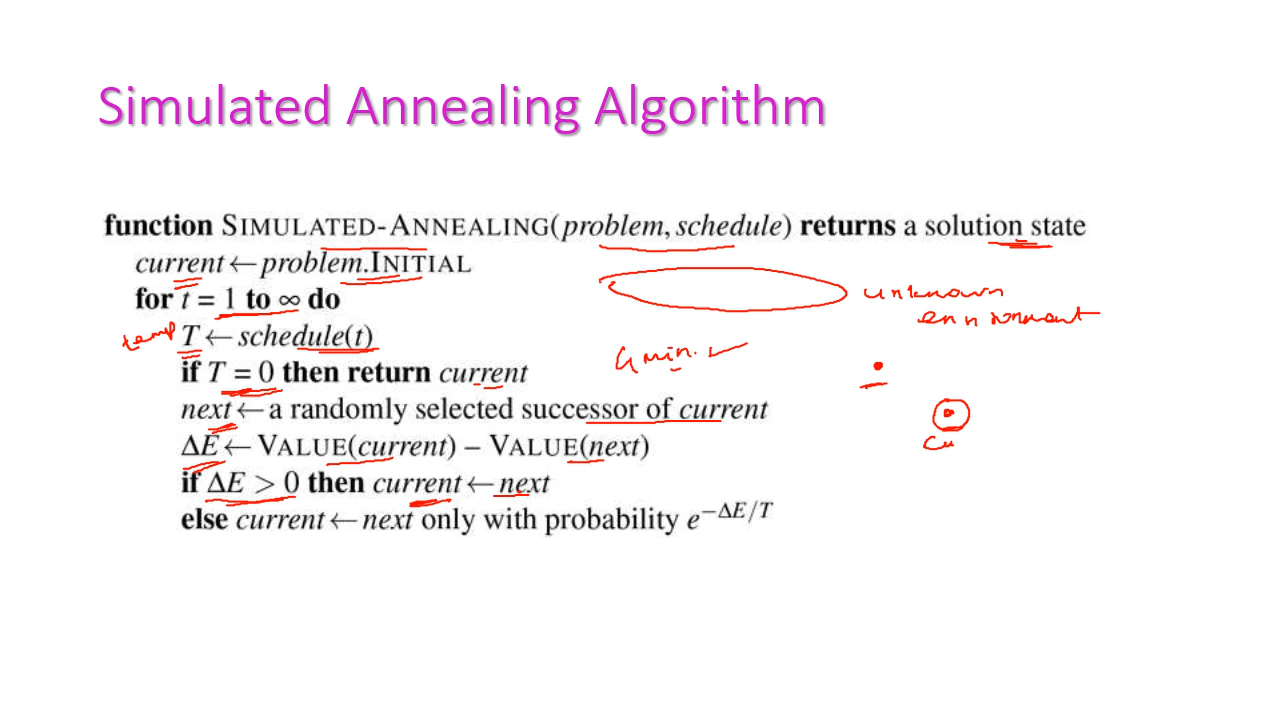 Simulated Annealing Algorithm
function SIMULATED-ANNEALING(problem, schedule) returns a solution state
current ← problem.INITIAL
for t = 1 to ∞ do
temp T ← schedule(t)
if T = 0 then return current
next ← a randomly selected successor of current
ΔE ← VALUE(current) – VALUE(next)
if ΔE > 0 then current ← next
else current ← next only with probability e^−ΔE/T
unknown
environment
G min.
cu